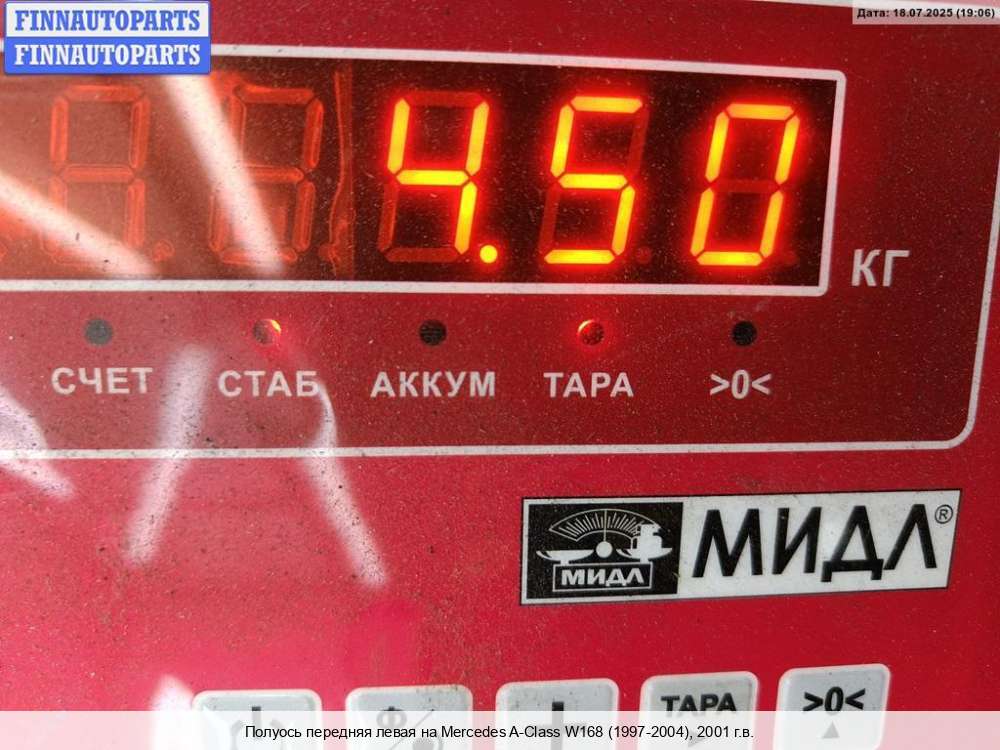 FINNAUTOPARTS
FINNAUTOPARTS
Дата: 18.07.2025 (19:06)
4.50
КГ
СЧЕТ СТАБ АККУМ ТАРА >0<
МИДЛ
МИДЛ®
ТАРА >0<
Полуось передняя левая на Mercedes A-Class W168 (1997-2004), 2001 г.в.